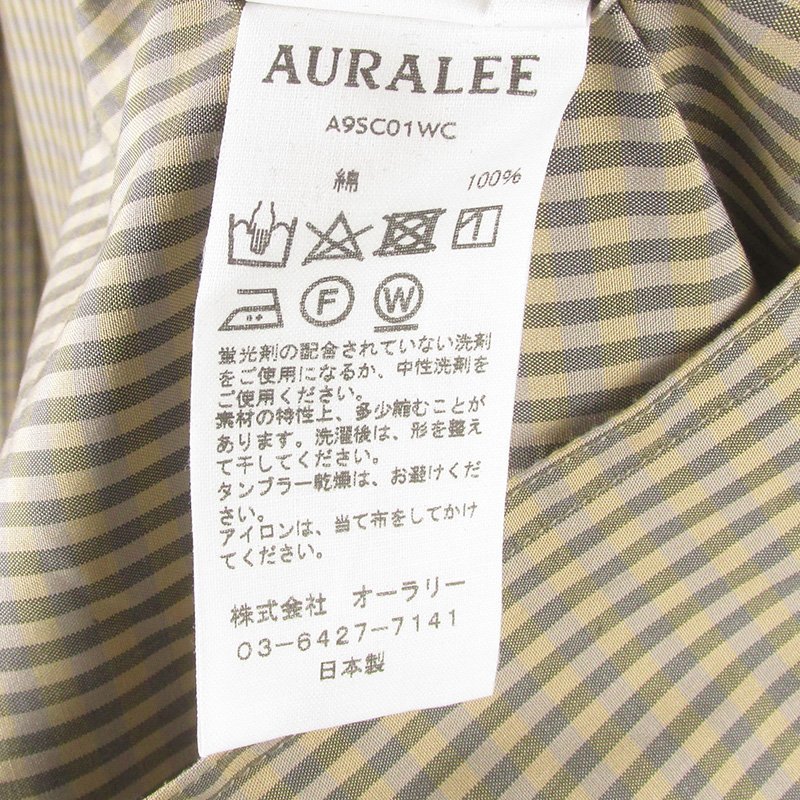 AURALEE
A9SC01WC
綿 100%
F W
蛍光剤の配合されていない洗剤
をご使用になるか、中性洗剤を
ご使用ください。
素材の特性上、多少縮むことが
あります。洗濯後は、形を整え
て干してください。
タンブラー乾燥は、お避けくだ
さい。
アイロンは、当て布をしてかけ
てください。
株式会社 オーラリー
03-6427-7141
日本製